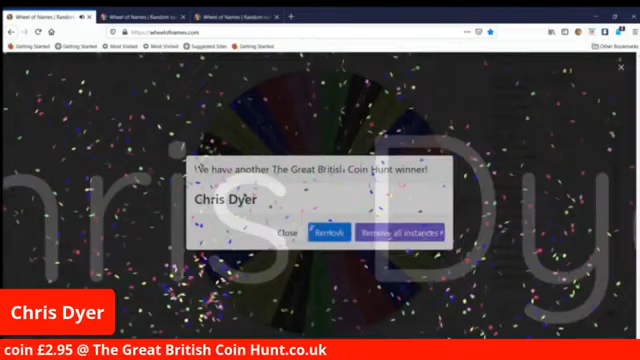 Wheel of Names | Random
Wheel of Names | Random
Wheel of Names | Random
https://wheelofnames.com
Getting Started
Getting Started
Most Visited
Most Visited
Suggested Sites
Getting Started
Other Bookmarks
We have another The Great British Coin Hunt winner!
Chris Dyer
Close
Remove
Remove all instances
hris Dy
Chris Dyer
coin £2.95 @ The Great British Coin Hunt.co.uk